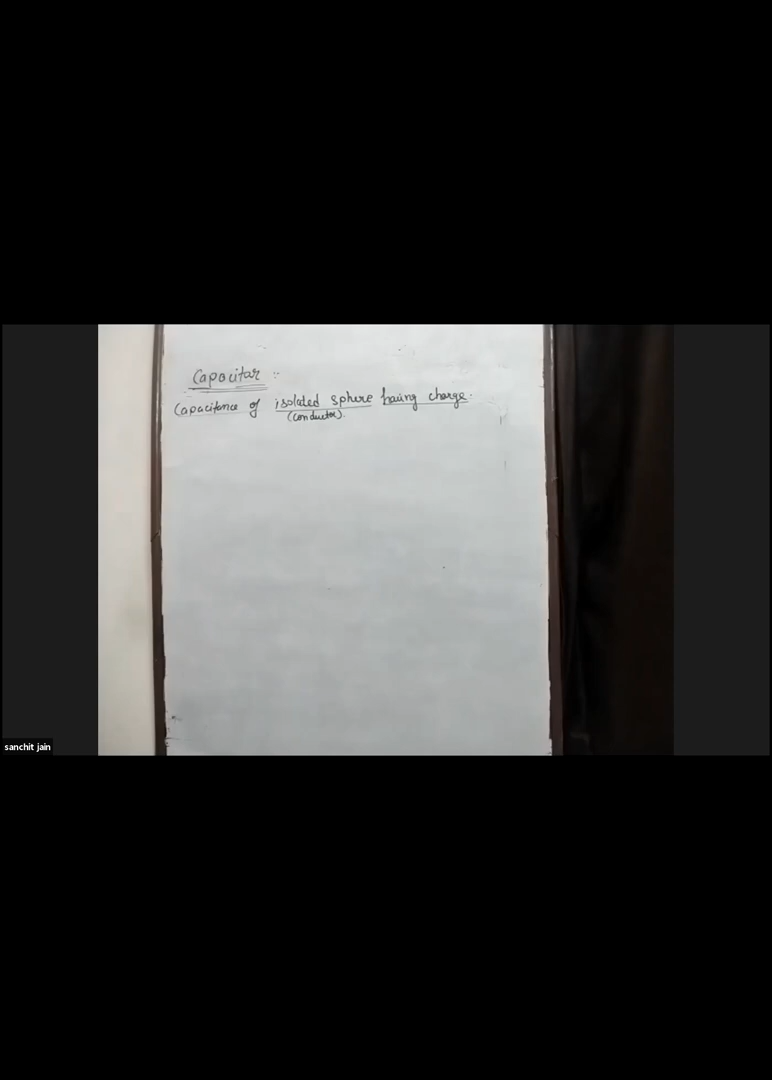 Capacitor :-
Capacitance of isolated sphere having charge.
(conductor).
sanchit jain